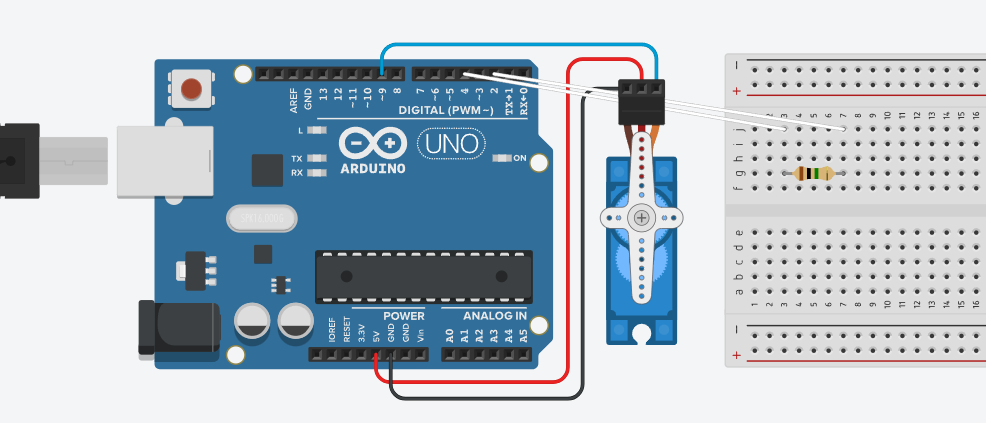 AREF
GND
13
12
~11
~10
~9
8
7
~6
~5
4
~3
2
TX→1
RX←0
DIGITAL (PWM~)
L
TX
RX
ARDUINO
UNO
ON
IOREF
RESET
3.3V
5V
GND
GND
Vin
POWER
ANALOG IN
A0
A1
A2
A3
A4
A5
− +
1 2 3 4 5 6 7 8 9 10 11 12 13 14 15 16
j
i
h
g
f
e
d
c
b
a
1 2 3 4 5 6 7 8 9 10 11 12 13 14 15 16
− +